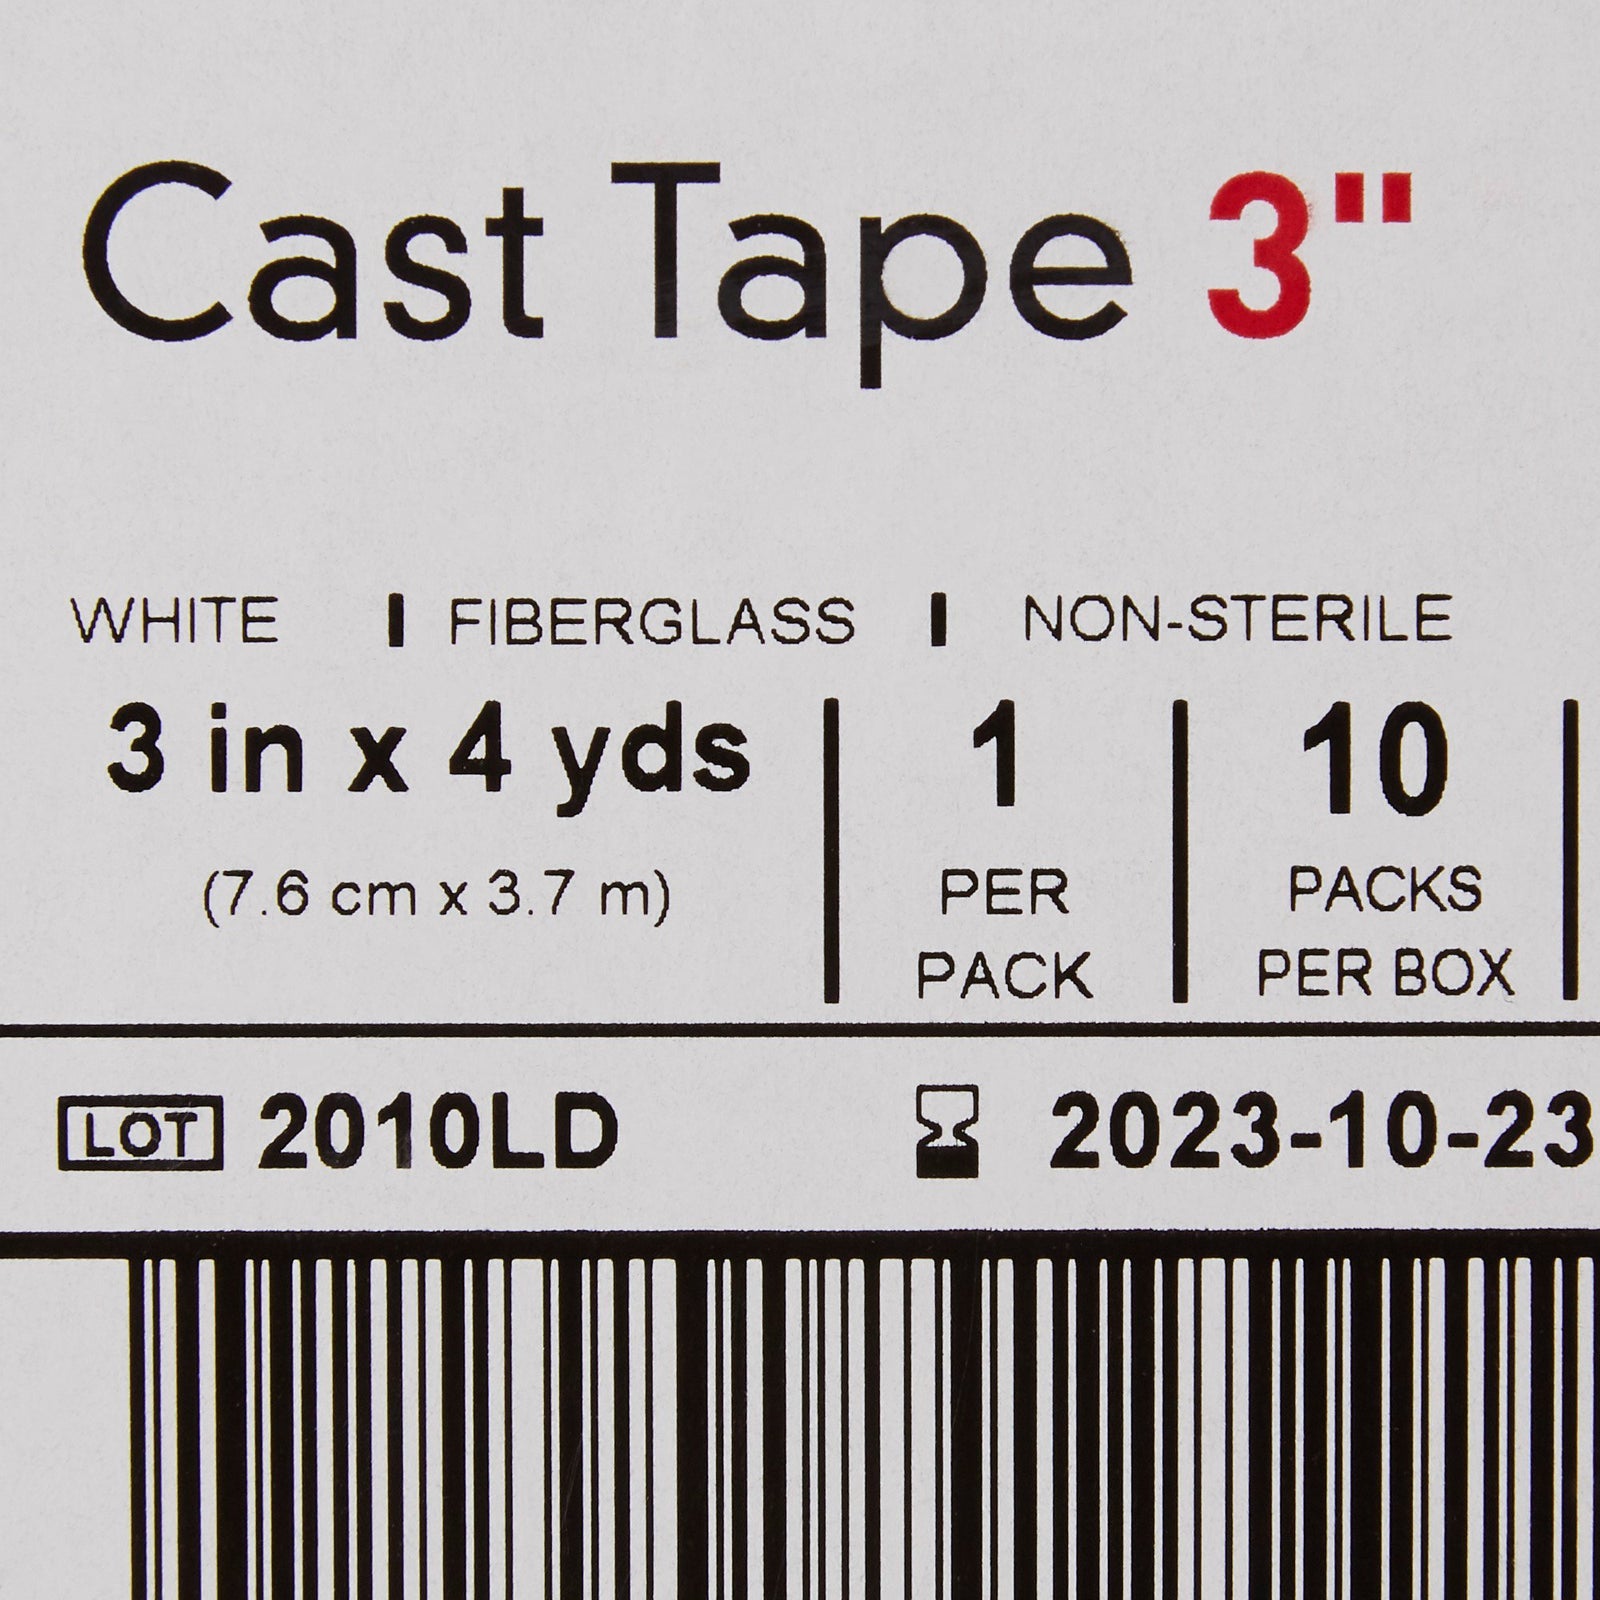 Cast Tape 3"
WHITE FIBERGLASS NON-STERILE
3 in x 4 yds
(7.6 cm x 3.7 m)
1
PER
PACK
10
PACKS
PER BOX
LOT 2010LD
2023-10-23